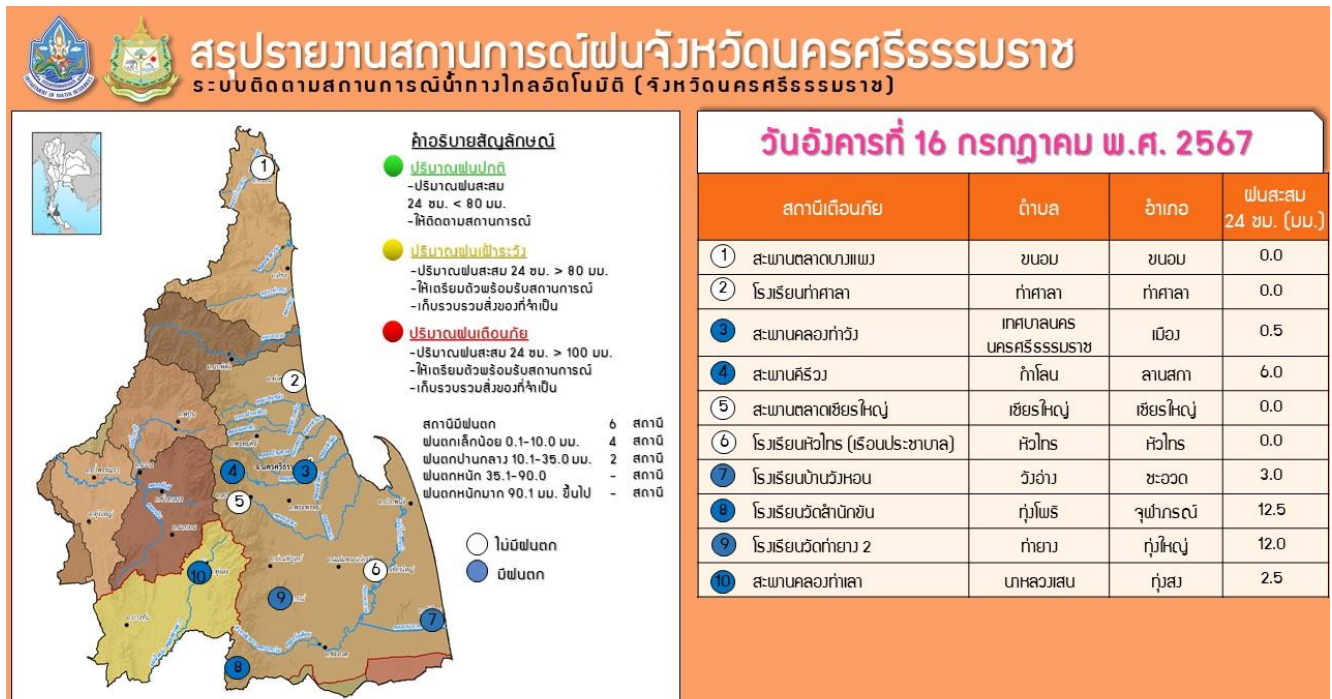 สรุปรายงานสถานการณ์ฝนจังหวัดนครศรีธรรมราช
ระบบติดตามสถานการณ์น้ำทางไกลอัตโนมัติ (จังหวัดนครศรีธรรมราช)
คำอธิบายสัญลักษณ์
ปริมาณฝนปกติ
-ปริมาณฝนสะสม
24 ชม. < 80 มม.
-ให้ติดตามสถานการณ์
ปริมาณฝนเฝ้าระวัง
-ปริมาณฝนสะสม 24 ชม. > 80 มม.
-ให้เตรียมตัวพร้อมรับสถานการณ์
-เก็บรวบรวมสิ่งของที่จำเป็น
ปริมาณฝนเตือนภัย
-ปริมาณฝนสะสม 24 ชม. > 100 มม.
-ให้เตรียมตัวพร้อมรับสถานการณ์
-เก็บรวบรวมสิ่งของที่จำเป็น
สถานีมีฝนตก 6 สถานี
ฝนตกเล็กน้อย 0.1-10.0 มม. 4 สถานี
ฝนตกปานกลาง 10.1-35.0 มม. 2 สถานี
ฝนตกหนัก 35.1-90.0 - สถานี
ฝนตกหนักมาก 90.1 มม. ขึ้นไป - สถานี
ไม่มีฝนตก
มีฝนตก
1
2
4 3
5
6
10
9
7
8
วันอังคารที่ 16 กรกฎาคม พ.ศ. 2567
สถานีเตือนภัย ตำบล อำเภอ ฝนสะสม
24 ชม. (มม.)
1 สะพานตลาดบางแพง ขนอม ขนอม 0.0
2 โรงเรียนท่าศาลา ท่าศาลา ท่าศาลา 0.0
3 สะพานคลองท่าวัง เทศบาลนคร
นครศรีธรรมราช เมือง 0.5
4 สะพานคีรีวง กำโลน ลานสกา 6.0
5 สะพานตลาดเชียรใหญ่ เชียรใหญ่ เชียรใหญ่ 0.0
6 โรงเรียนหัวไทร (เรือนประชาบาล) หัวไทร หัวไทร 0.0
7 โรงเรียนบ้านวังหอน วังอ่าง ชะอวด 3.0
8 โรงเรียนวัดสำนักขัน ทุ่งโพธิ จุฬาภรณ์ 12.5
9 โรงเรียนวัดท่ายาง 2 ท่ายาง ทุ่งใหญ่ 12.0
10 สะพานคลองท่าเลา นาหลวงเสน ทุ่งสง 2.5